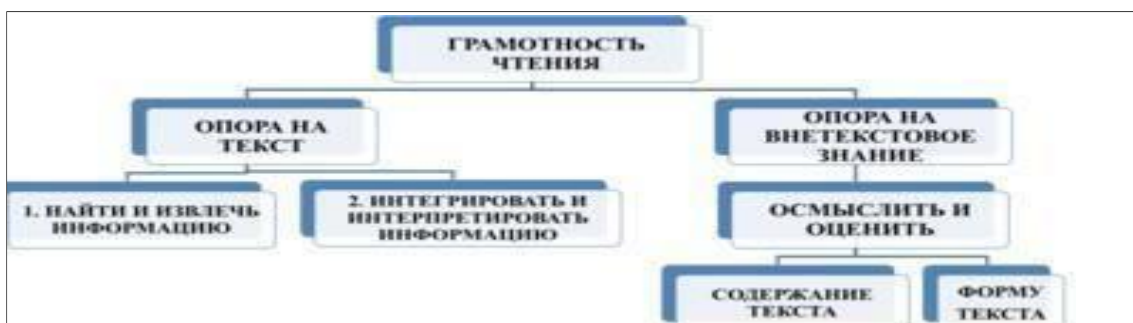 ГРАМОТНОСТЬ
ЧТЕНИЯ
ОПОРА НА
ТЕКСТ
ОПОРА НА
ВНЕТЕКСТОВОЕ
ЗНАНИЕ
1. НАЙТИ И ИЗВЛЕЧЬ
ИНФОРМАЦИЮ
2. ИНТЕГРИРОВАТЬ И
ИНТЕРПРЕТИРОВАТЬ
ИНФОРМАЦИЮ
ОСМЫСЛИТЬ И
ОЦЕНИТЬ
СОДЕРЖАНИЕ
ТЕКСТА
ФОРМУ
ТЕКСТА